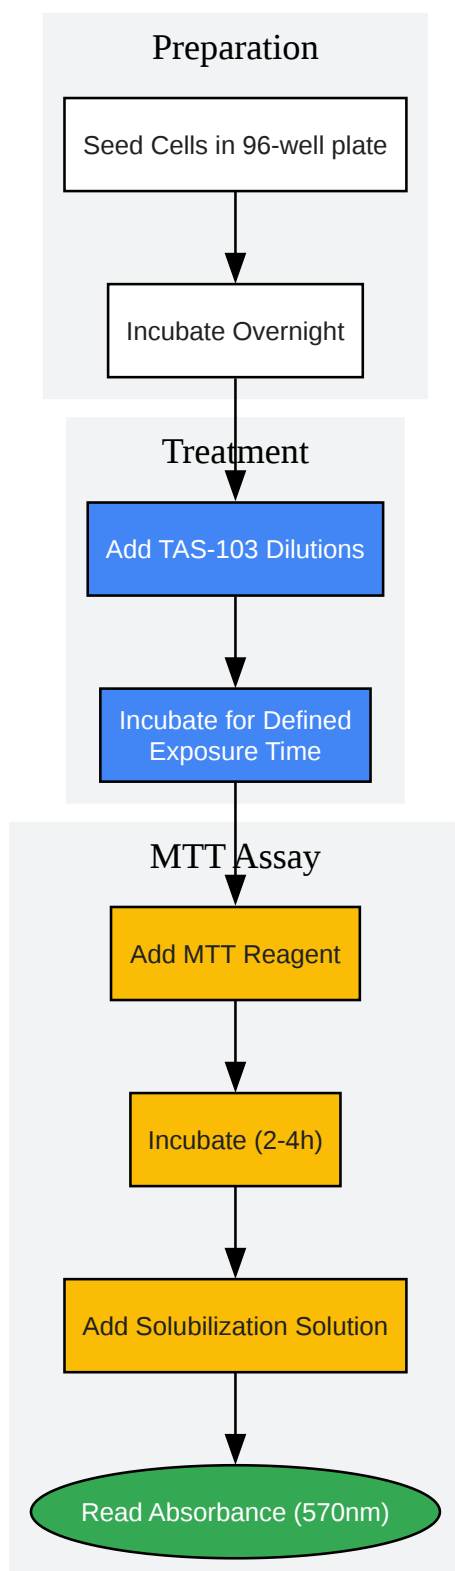 Preparation
Seed Cells in 96-well plate
Incubate Overnight
Treatment
Add TAS-103 Dilutions
Incubate for Defined
Exposure Time
MTT Assay
Add MTT Reagent
Incubate (2-4h)
Add Solubilization Solution
Read Absorbance (570nm)